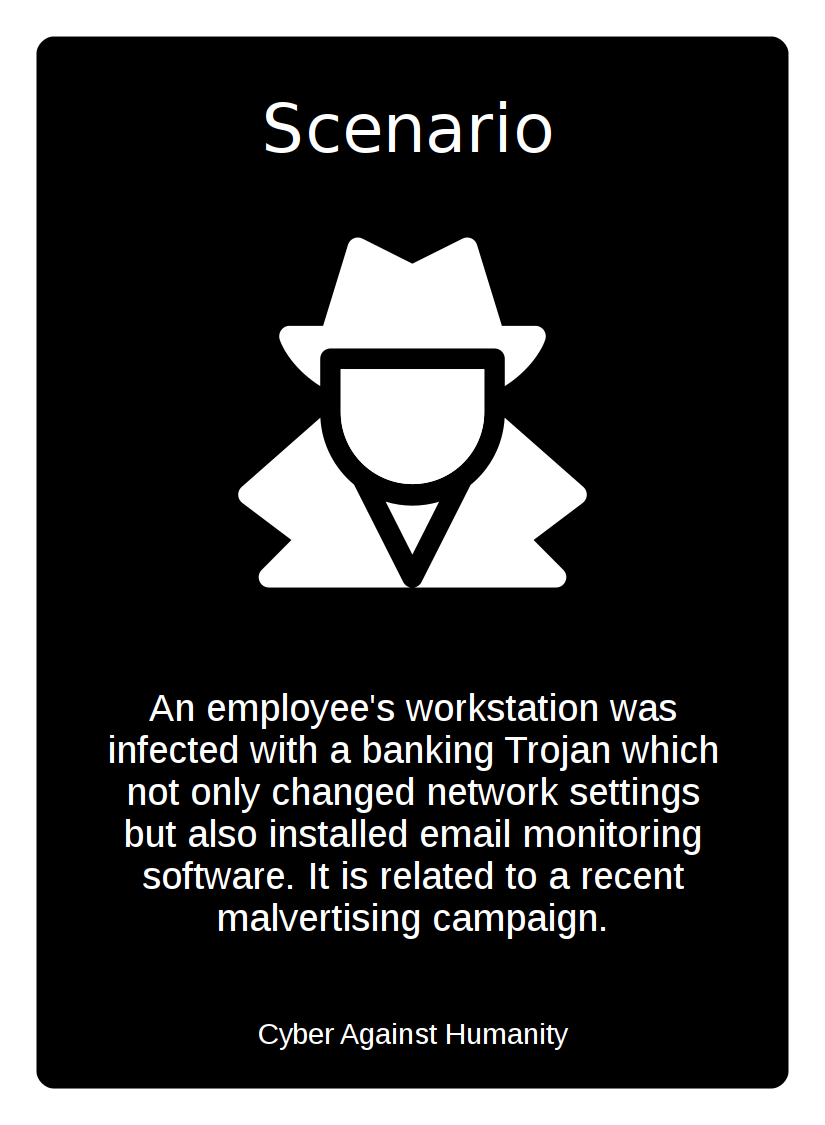 Scenario
An employee's workstation was
infected with a banking Trojan which
not only changed network settings
but also installed email monitoring
software. It is related to a recent
malvertising campaign.
Cyber Against Humanity